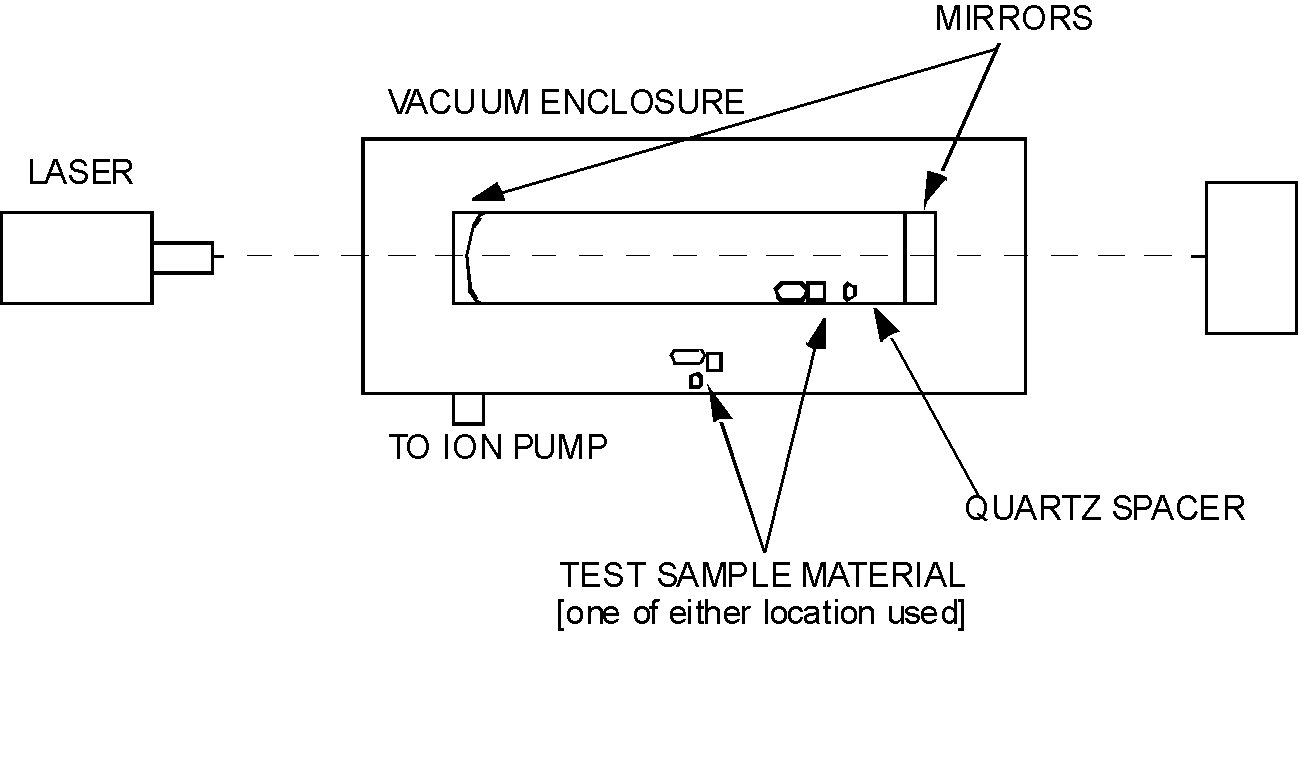 MIRRORS
VACUUM ENCLOSURE
LASER
TO ION PUMP
QUARTZ SPACER
TEST SAMPLE MATERIAL
[one of either location used]